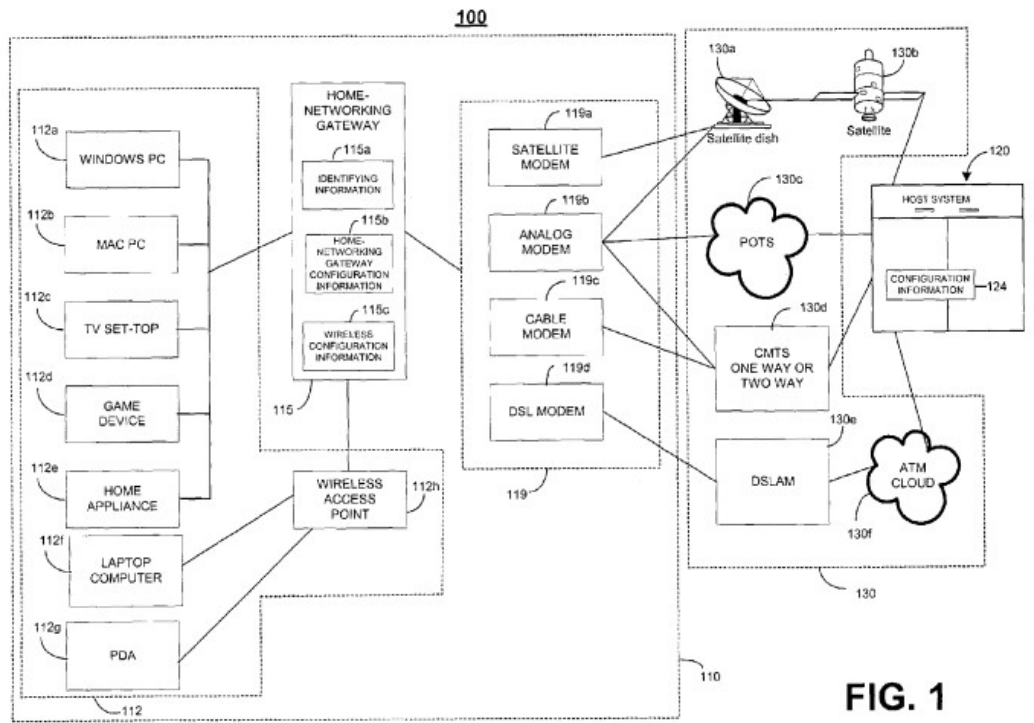 100
112a
WINDOWS PC
112b
MAC PC
112c
TV SET-TOP
112d
GAME
DEVICE
112e
HOME
APPLIANCE
112f
LAPTOP
COMPUTER
112g
PDA
112
HOME-
NETWORKING
GATEWAY
115a
IDENTIFYING
INFORMATION
115b
HOME-
NETWORKING
GATEWAY
CONFIGURATION
INFORMATION
115c
WIRELESS
CONFIGURATION
INFORMATION
115
WIRELESS
ACCESS
POINT
112h
119a
SATELLITE
MODEM
119b
ANALOG
MODEM
119c
CABLE
MODEM
119d
DSL MODEM
119
130a
Satellite dish
130b
Satellite
130c
POTS
130d
CMTS
ONE WAY OR
TWO WAY
130e
DSLAM
ATM
CLOUD
130f
130
120
HOST SYSTEM
CONFIGURATION
INFORMATION
124
110
FIG. 1